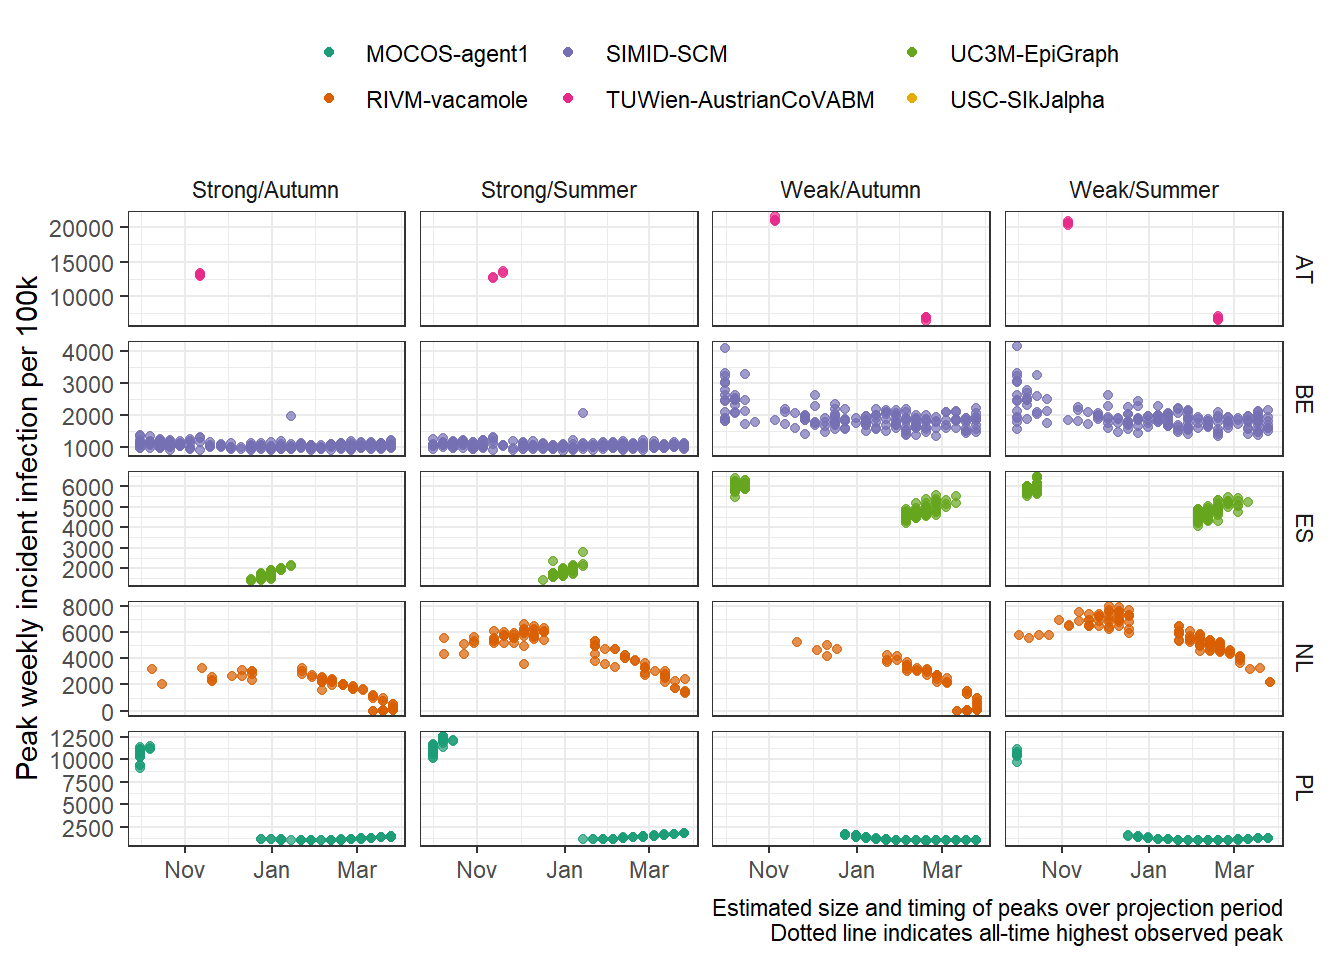 MOCOS-agent1 SIMID-SCM UC3M-EpiGraph
RIVM-vacamole TUWien-AustrianCoVABM USC-SIkJalpha
Strong/Autumn Strong/Summer Weak/Autumn Weak/Summer
Peak weekly incident infection per 100k
20000
15000
10000
AT
4000
3000
2000
1000
BE
6000
5000
4000
3000
2000
ES
8000
6000
4000
2000
0
NL
12500
10000
7500
5000
2500
PL
Nov Jan Mar Nov Jan Mar Nov Jan Mar Nov Jan Mar
Estimated size and timing of peaks over projection period
Dotted line indicates all-time highest observed peak